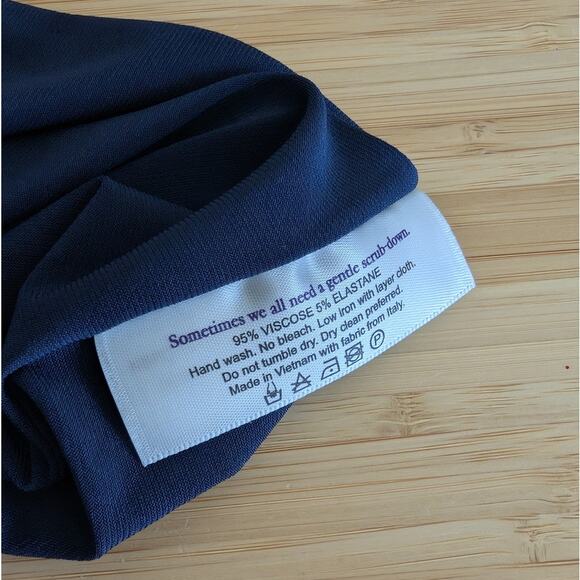 Sometimes we all need a gentle scrub-down.
95% VISCOSE 5% ELASTANE
Hand wash. No bleach. Low iron with layer cloth.
Do not tumble dry. Dry clean preferred.
Made in Vietnam with fabric from Italy.
P